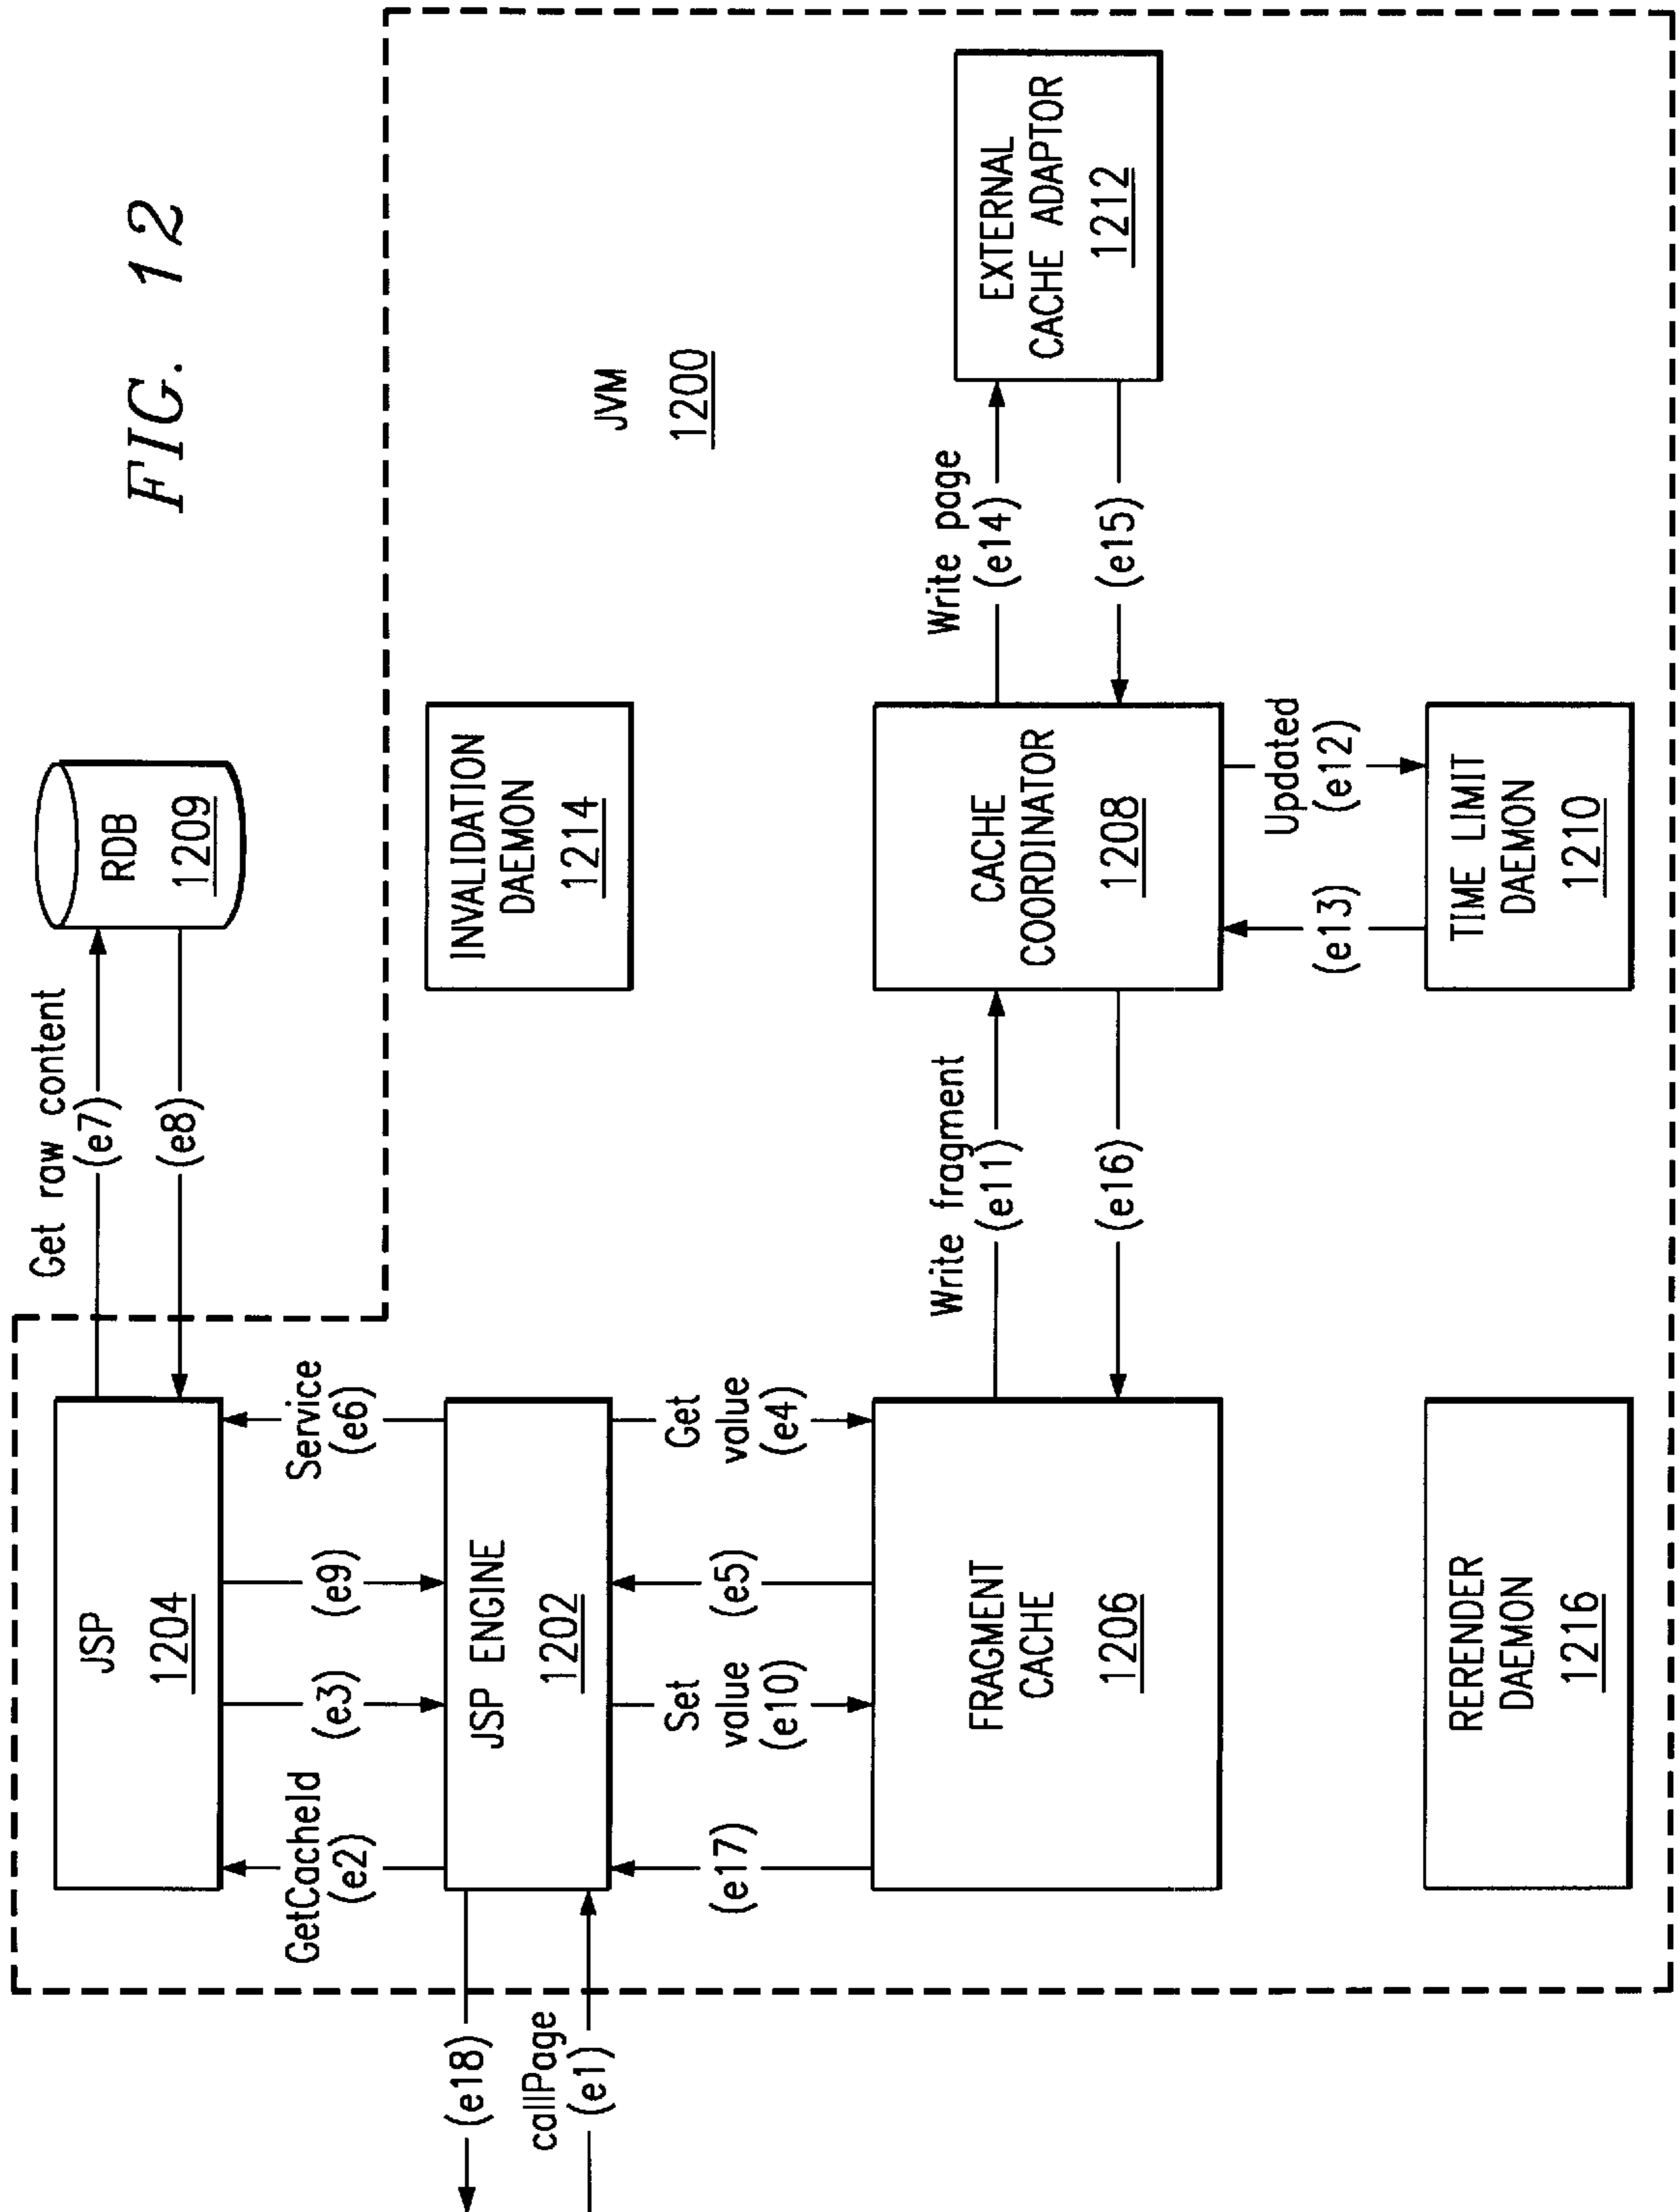 FIG. 12
Get raw content
(e7)
(e8)
RDB
1209
JSP
1204
GetCacheId
(e2)
(e3)
(e9)
Service
(e6)
INVALIDATION
DAEMON
1214
JVM
1200
(e18)
callPage
(e1)
JSP ENGINE
1202
(e17)
Set
value
(e10)
(e5)
Get
value
(e4)
FRAGMENT
CACHE
1206
Write fragment
(e11)
(e16)
CACHE
COORDINATOR
1208
Write page
(e14)
(e15)
EXTERNAL
CACHE ADAPTOR
1212
(e13)
Updated
(e12)
RERENDER
DAEMON
1216
TIME LIMIT
DAEMON
1210